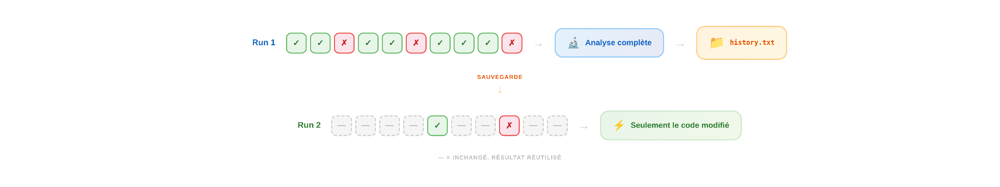 Run 1 ✓ ✓ ✗ ✓ ✓ ✗ ✓ ✓ ✓ ✗ → Analyse complète → history.txt
SAUVEGARDE
↓
Run 2 — — — — ✓ — — ✗ — — → Seulement le code modifié
— = INCHANGÉ, RÉSULTAT RÉUTILISÉ